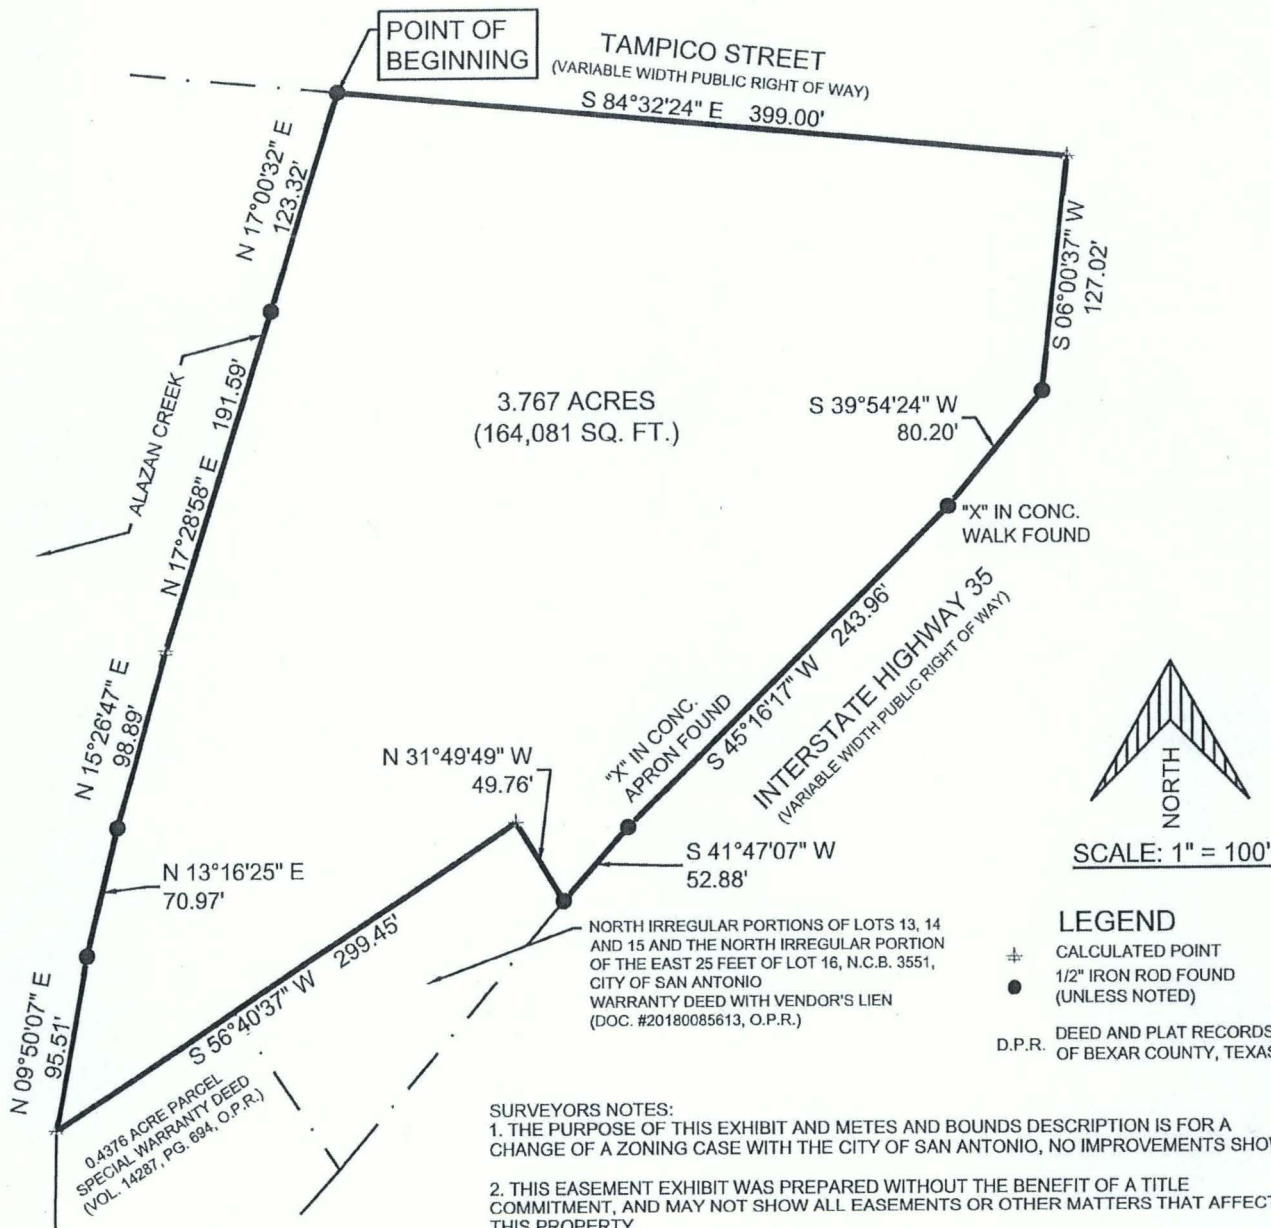 POINT OF
BEGINNING
TAMPICO STREET
(VARIABLE WIDTH PUBLIC RIGHT OF WAY)
S 84°32'24" E 399.00'
N 17°00'32" E
123.32'
S 06°00'37" W
127.02'
ALAZAN CREEK
N 17°28'58" E 191.59'
3.767 ACRES
(164,081 SQ. FT.)
S 39°54'24" W
80.20'
"X" IN CONC.
WALK FOUND
INTERSTATE HIGHWAY 35
(VARIABLE WIDTH PUBLIC RIGHT OF WAY)
S 45°16'17" W 243.96'
"X" IN CONC.
APRON FOUND
N 15°26'47" E
98.89'
N 31°49'49" W
49.76'
S 41°47'07" W
52.88'
N 13°16'25" E
70.97'
NORTH
SCALE: 1" = 100'
NORTH IRREGULAR PORTIONS OF LOTS 13, 14
AND 15 AND THE NORTH IRREGULAR PORTION
OF THE EAST 25 FEET OF LOT 16, N.C.B. 3551,
CITY OF SAN ANTONIO
WARRANTY DEED WITH VENDOR'S LIEN
(DOC. #20180085613, O.P.R.)
LEGEND
CALCULATED POINT
1/2" IRON ROD FOUND
(UNLESS NOTED)
D.P.R. DEED AND PLAT RECORDS
OF BEXAR COUNTY, TEXAS
N 09°50'07" E
95.51'
S 56°40'37" W 299.45'
0.4376 ACRE PARCEL
SPECIAL WARRANTY DEED
(VOL. 14287, PG. 694, O.P.R.)
SURVEYORS NOTES:
1. THE PURPOSE OF THIS EXHIBIT AND METES AND BOUNDS DESCRIPTION IS FOR A
CHANGE OF A ZONING CASE WITH THE CITY OF SAN ANTONIO, NO IMPROVEMENTS SHOW
2. THIS EASEMENT EXHIBIT WAS PREPARED WITHOUT THE BENEFIT OF A TITLE
COMMITMENT, AND MAY NOT SHOW ALL EASEMENTS OR OTHER MATTERS THAT AFFECT
THIS PROPERTY